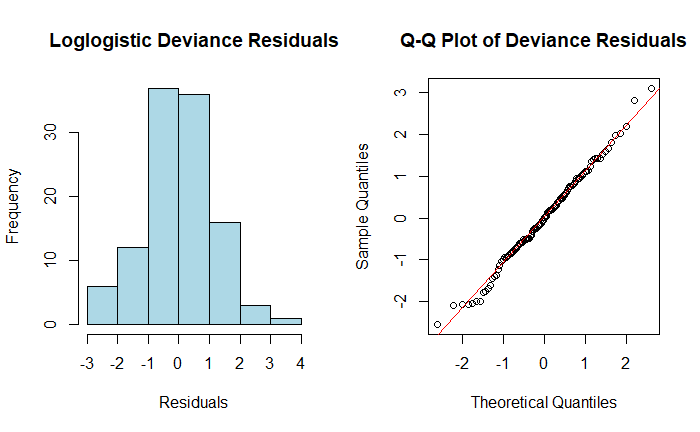 Loglogistic Deviance Residuals
Frequency
0
10
20
30
-3 -2 -1 0 1 2 3 4
Residuals
Q-Q Plot of Deviance Residuals
Sample Quantiles
3
2
1
0
-1
-2
-2 -1 0 1 2
Theoretical Quantiles